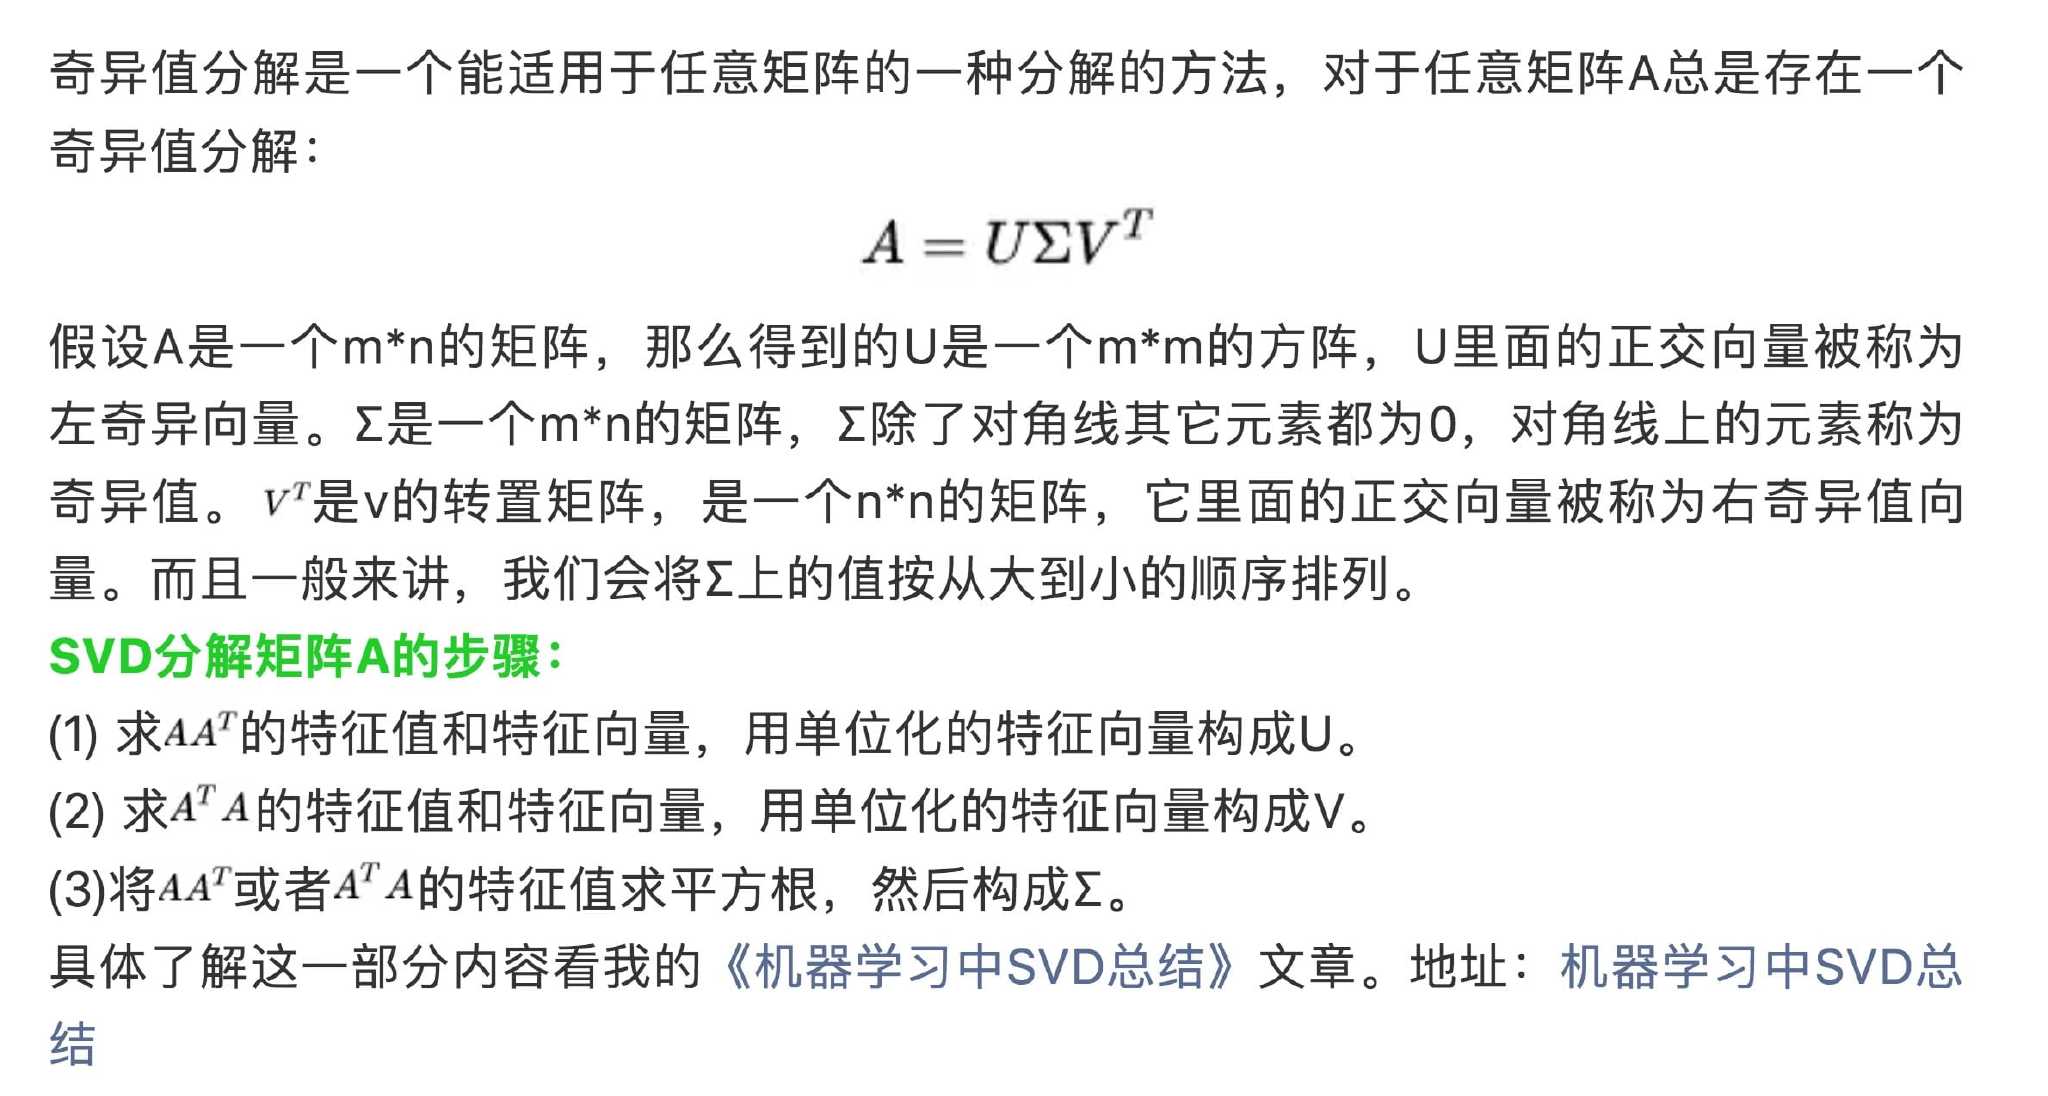 奇异值分解是一个能适用于任意矩阵的一种分解的方法，对于任意矩阵A总是存在一个
奇异值分解：
A = UΣV^T
假设A是一个m*n的矩阵，那么得到的U是一个m*m的方阵，U里面的正交向量被称为
左奇异向量。Σ是一个m*n的矩阵，Σ除了对角线其它元素都为0，对角线上的元素称为
奇异值。 V^T是v的转置矩阵，是一个n*n的矩阵，它里面的正交向量被称为右奇异值向
量。而且一般来讲，我们会将Σ上的值按从大到小的顺序排列。
SVD分解矩阵A的步骤：
(1) 求AA^T的特征值和特征向量，用单位化的特征向量构成U。
(2) 求A^T A的特征值和特征向量，用单位化的特征向量构成V。
(3)将AA^T或者A^T A的特征值求平方根，然后构成Σ。
具体了解这一部分内容看我的《机器学习中SVD总结》文章。地址：机器学习中SVD总
结